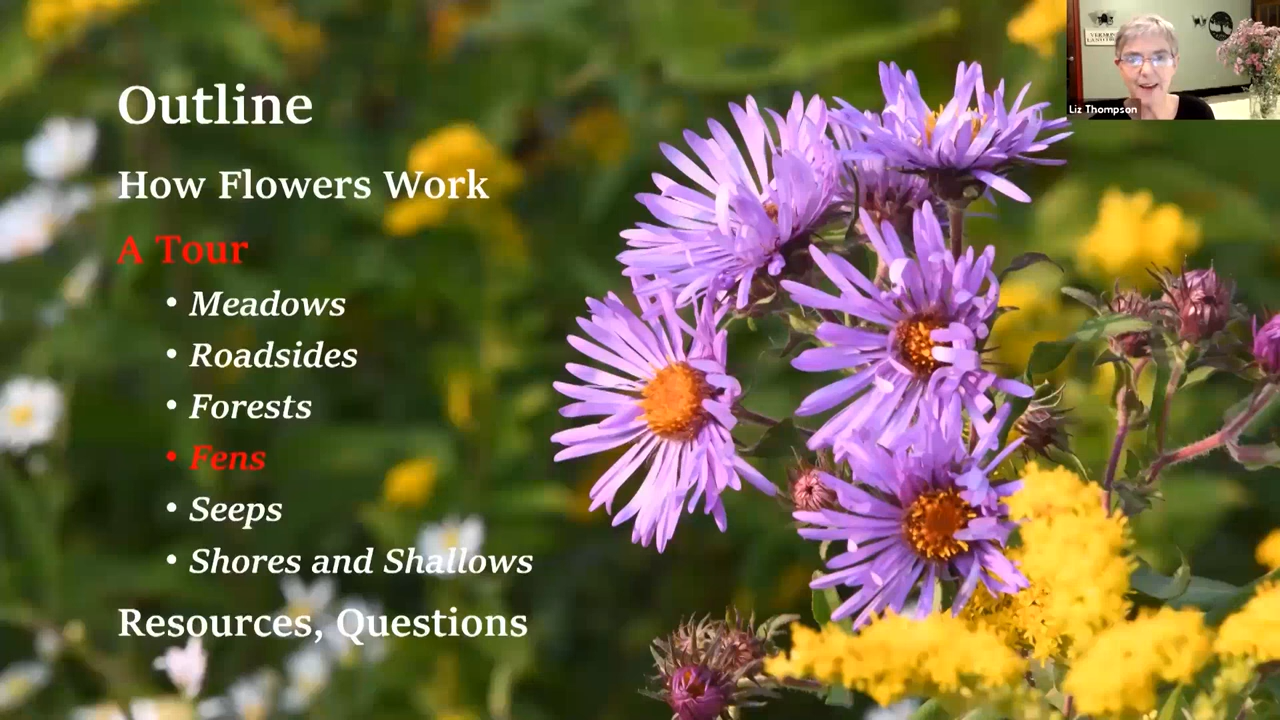 Outline
How Flowers Work
A Tour
• Meadows
• Roadsides
• Forests
• Fens
• Seeps
• Shores and Shallows
Resources, Questions
Liz Thompson